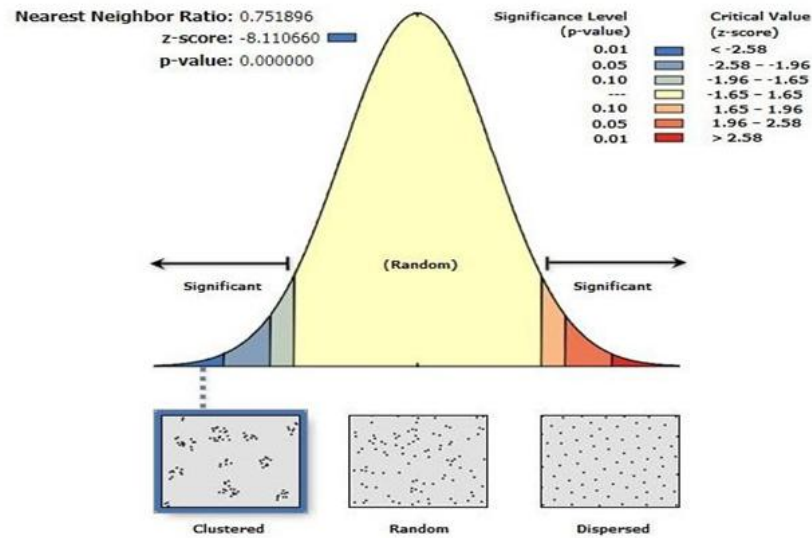 Nearest Neighbor Ratio: 0.751896
z-score: -8.110660
p-value: 0.000000
Significance Level
(p-value)
Critical Value
(z-score)
0.01 < -2.58
0.05 -2.58 – -1.96
0.10 -1.96 – -1.65
--- -1.65 – 1.65
0.10 1.65 – 1.96
0.05 1.96 – 2.58
0.01 > 2.58
Significant
(Random)
Significant
Clustered
Random
Dispersed